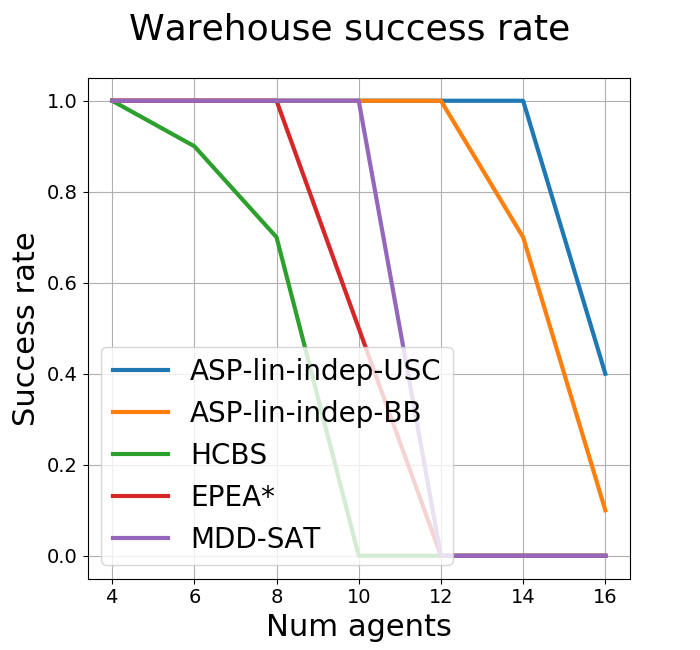 Warehouse success rate
Success rate
1.0
0.8
0.6
0.4
0.2
0.0
ASP-lin-indep-USC
ASP-lin-indep-BB
HCBS
EPEA*
MDD-SAT
4 6 8 10 12 14 16
Num agents